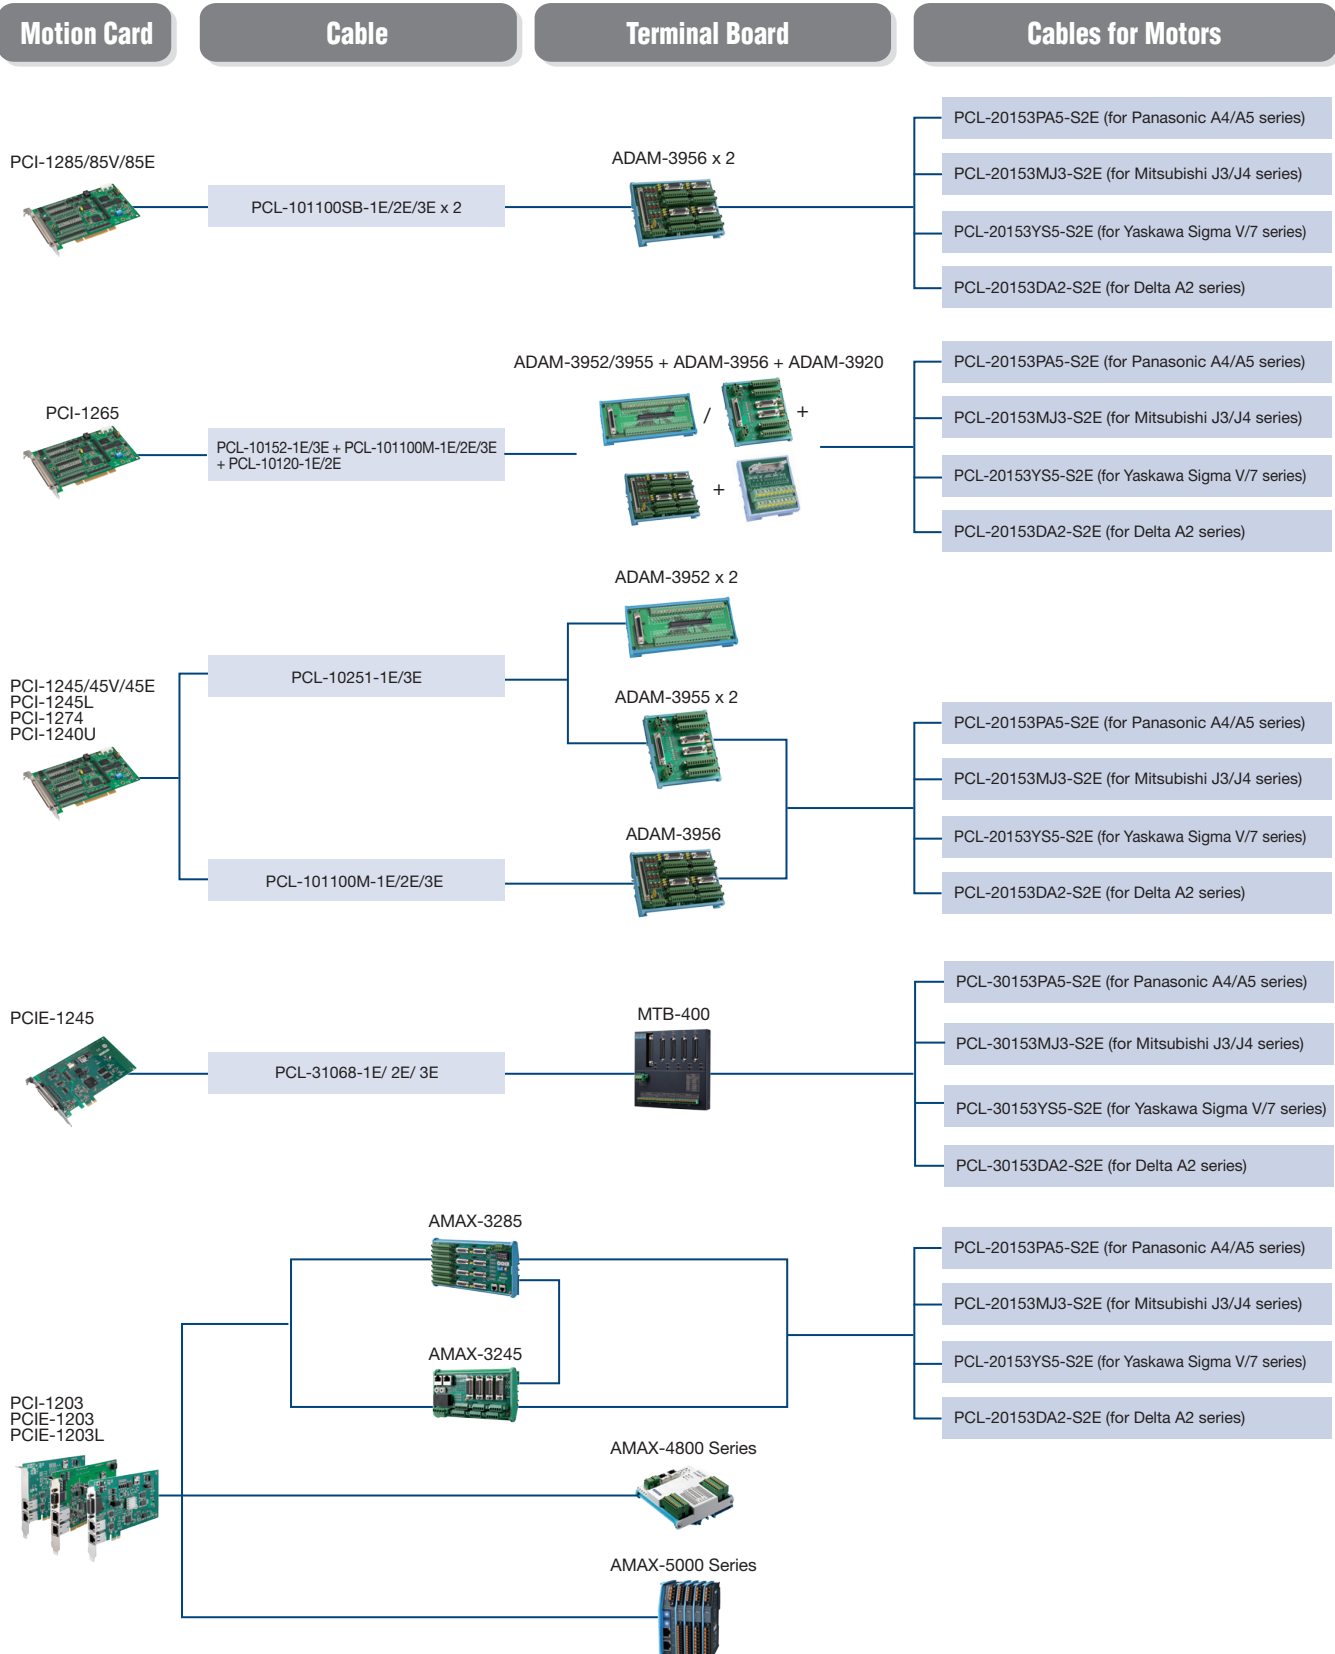 Motion Card
Cable
Terminal Board
Cables for Motors
PCI-1285/85V/85E
PCL-101100SB-1E/2E/3E x 2
ADAM-3956 x 2
PCL-20153PA5-S2E (for Panasonic A4/A5 series)
PCL-20153MJ3-S2E (for Mitsubishi J3/J4 series)
PCL-20153YS5-S2E (for Yaskawa Sigma V/7 series)
PCL-20153DA2-S2E (for Delta A2 series)
PCI-1265
PCL-10152-1E/3E + PCL-101100M-1E/2E/3E
+ PCL-10120-1E/2E
ADAM-3952/3955 + ADAM-3956 + ADAM-3920
/
+
+
PCL-20153PA5-S2E (for Panasonic A4/A5 series)
PCL-20153MJ3-S2E (for Mitsubishi J3/J4 series)
PCL-20153YS5-S2E (for Yaskawa Sigma V/7 series)
PCL-20153DA2-S2E (for Delta A2 series)
PCI-1245/45V/45E
PCI-1245L
PCI-1274
PCI-1240U
PCL-10251-1E/3E
PCL-101100M-1E/2E/3E
ADAM-3952 x 2
ADAM-3955 x 2
ADAM-3956
PCL-20153PA5-S2E (for Panasonic A4/A5 series)
PCL-20153MJ3-S2E (for Mitsubishi J3/J4 series)
PCL-20153YS5-S2E (for Yaskawa Sigma V/7 series)
PCL-20153DA2-S2E (for Delta A2 series)
PCIE-1245
PCL-31068-1E/ 2E/ 3E
MTB-400
PCL-30153PA5-S2E (for Panasonic A4/A5 series)
PCL-30153MJ3-S2E (for Mitsubishi J3/J4 series)
PCL-30153YS5-S2E (for Yaskawa Sigma V/7 series)
PCL-30153DA2-S2E (for Delta A2 series)
PCI-1203
PCIE-1203
PCIE-1203L
AMAX-3285
AMAX-3245
AMAX-4800 Series
AMAX-5000 Series
PCL-20153PA5-S2E (for Panasonic A4/A5 series)
PCL-20153MJ3-S2E (for Mitsubishi J3/J4 series)
PCL-20153YS5-S2E (for Yaskawa Sigma V/7 series)
PCL-20153DA2-S2E (for Delta A2 series)